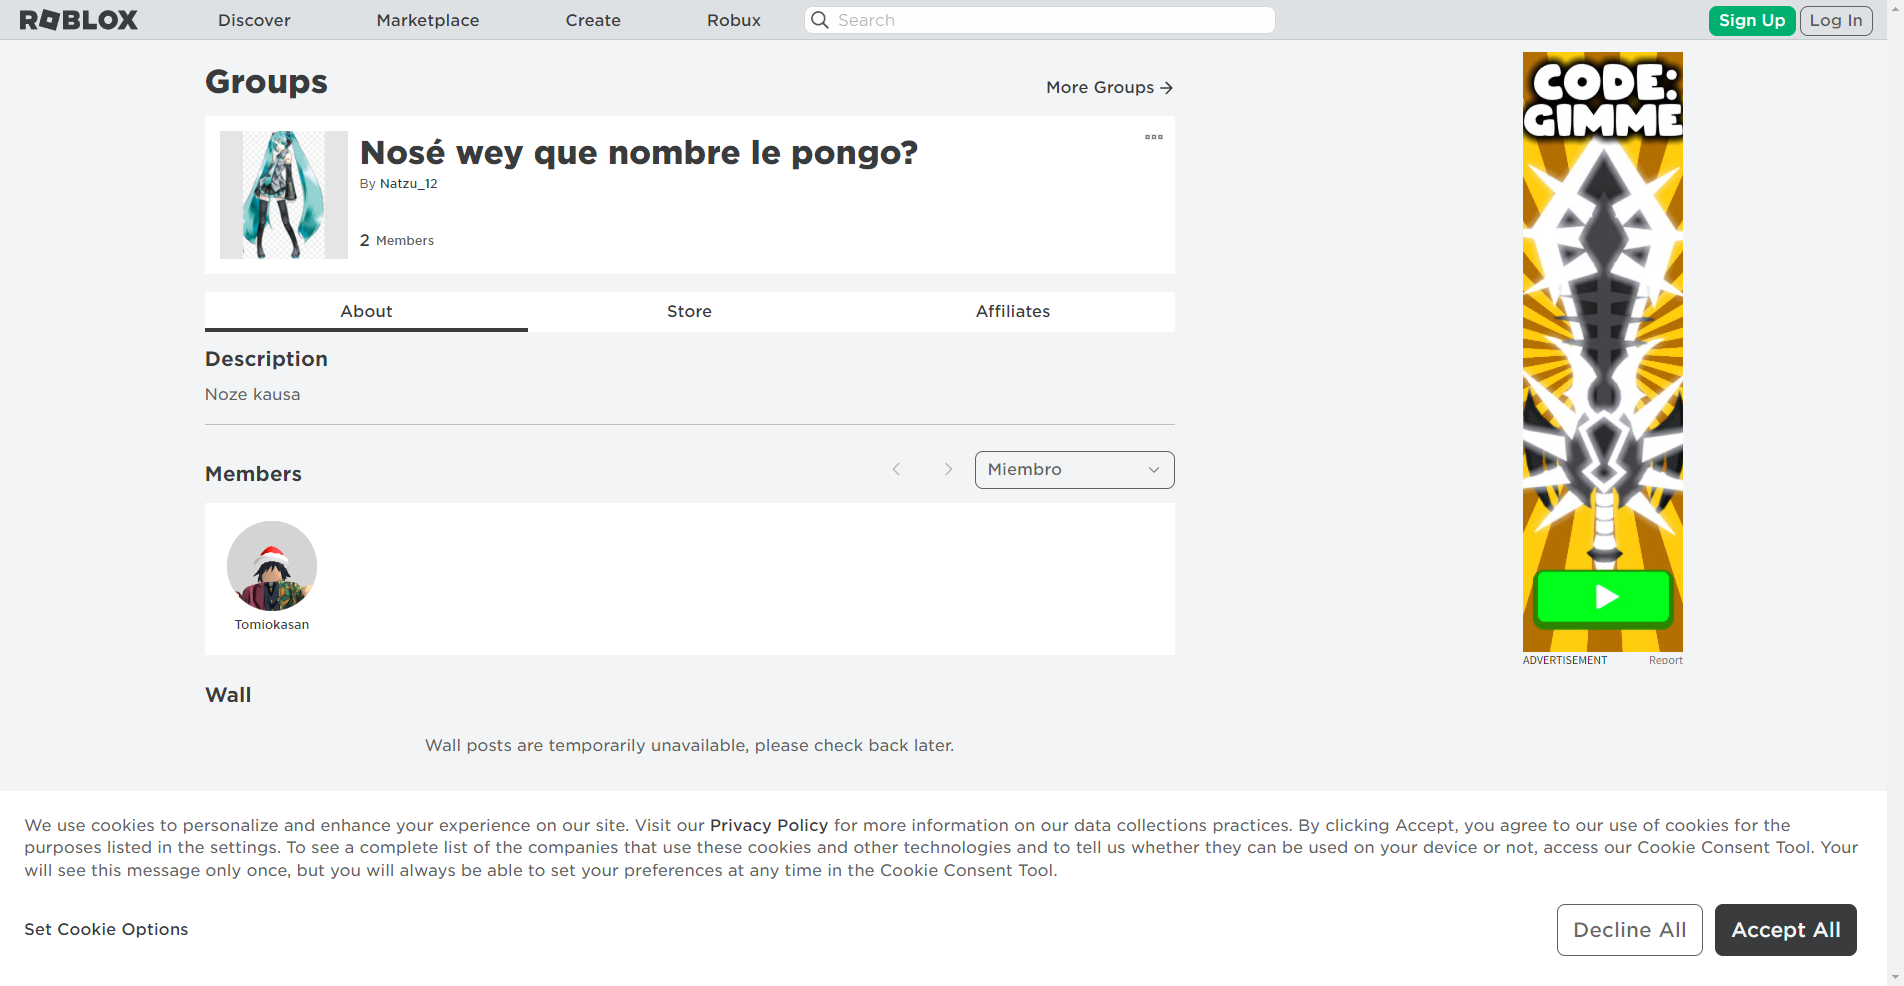 ROBLOX
Discover
Marketplace
Create
Robux
Search
Sign Up
Log In
Groups
More Groups
Nosé wey que nombre le pongo?
By Natzu_12
2 Members
About
Store
Affiliates
Description
Noze kausa
Members
Miembro
Tomiokasan
Wall
Wall posts are temporarily unavailable, please check back later.
CODE:
GIMME
ADVERTISEMENT
Report
We use cookies to personalize and enhance your experience on our site. Visit our Privacy Policy for more information on our data collections practices. By clicking Accept, you agree to our use of cookies for the
purposes listed in the settings. To see a complete list of the companies that use these cookies and other technologies and to tell us whether they can be used on your device or not, access our Cookie Consent Tool. Your
will see this message only once, but you will always be able to set your preferences at any time in the Cookie Consent Tool.
Set Cookie Options
Decline All
Accept All